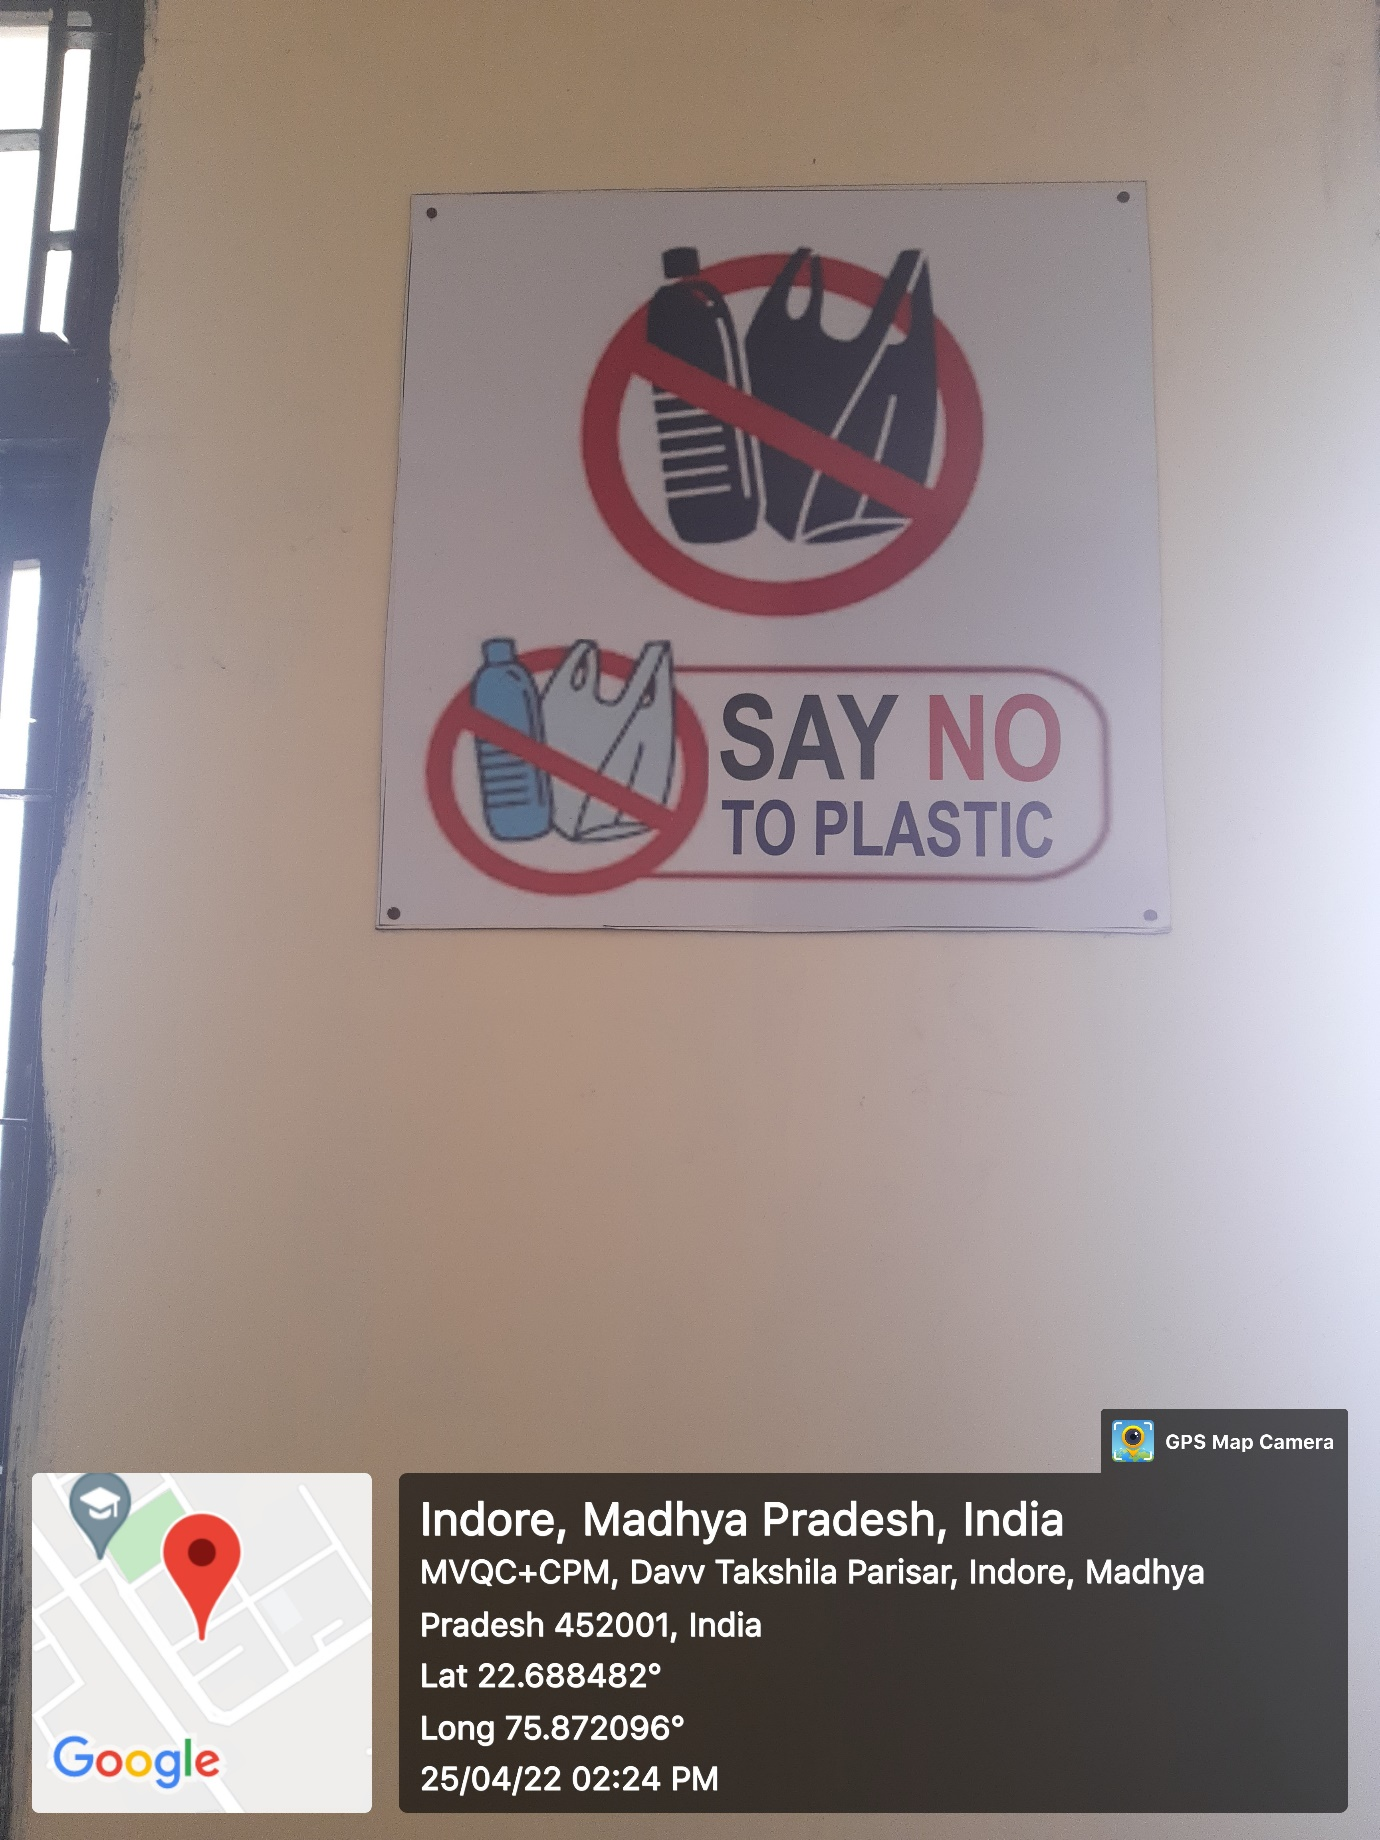 SAY NO
TO PLASTIC
GPS Map Camera
Indore, Madhya Pradesh, India
MVQC+CPM, Davv Takshila Parisar, Indore, Madhya
Pradesh 452001, India
Lat 22.688482°
Long 75.872096°
25/04/22 02:24 PM
Google